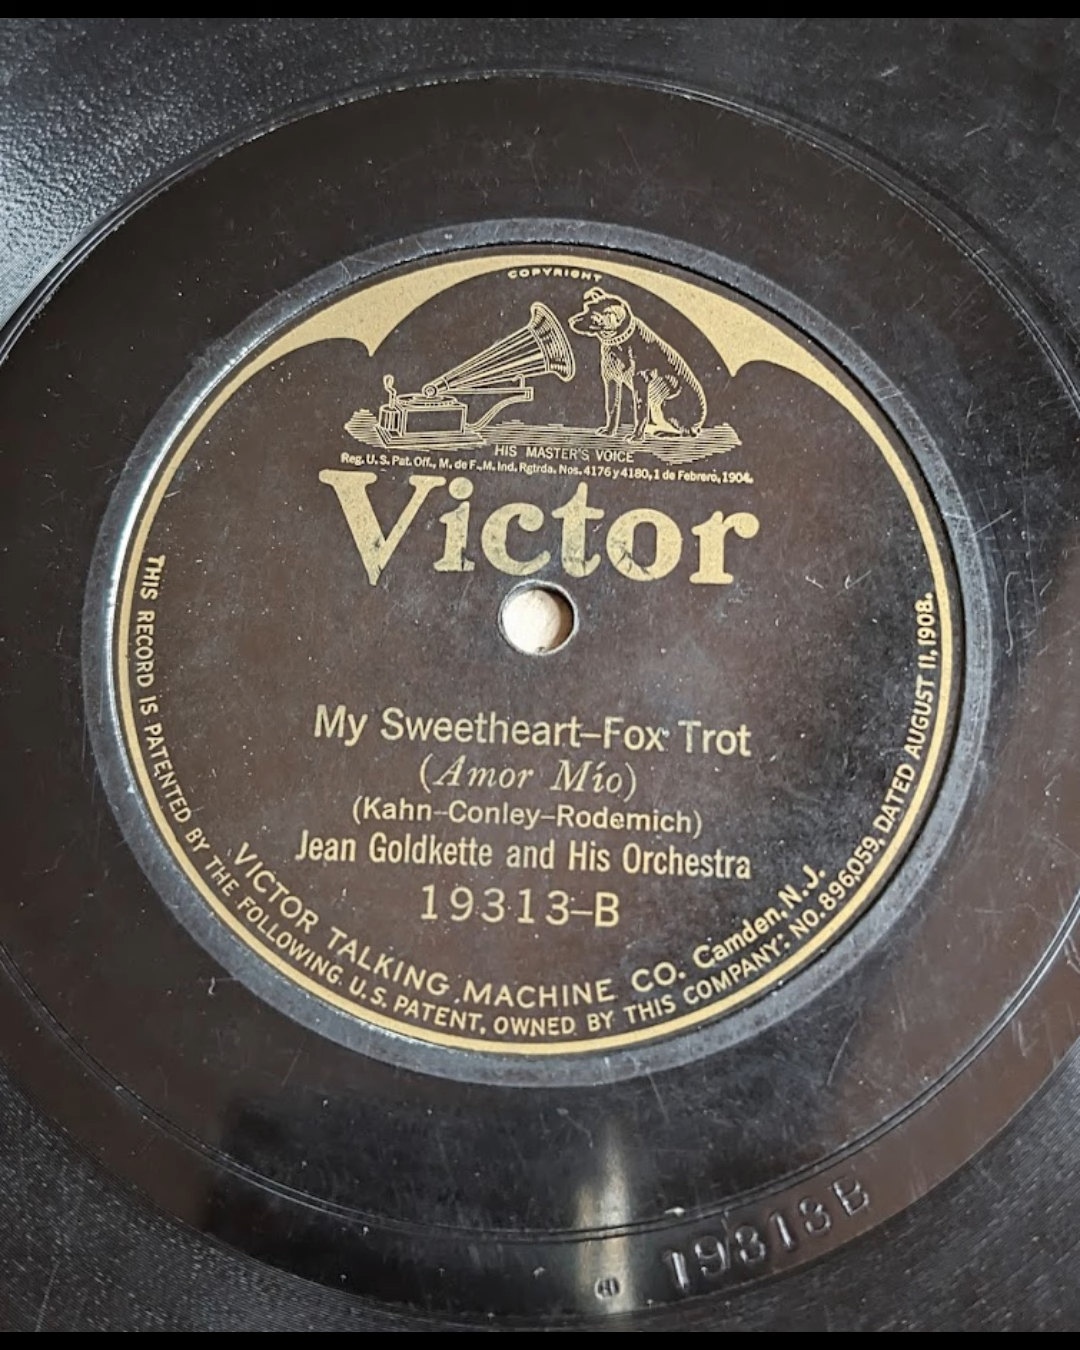 COPYRIGHT
HIS MASTER'S VOICE
Reg. U. S. Pat. Off., M. de F., M. Ind. Rgtrda. Nos. 4176 y 4180, 1 de Febrero, 1904.
Victor
My Sweetheart–Fox Trot
(Amor Mío)
(Kahn–Conley–Rodemich)
Jean Goldkette and His Orchestra
19313–B
VICTOR TALKING MACHINE CO. Camden, N. J.
THIS RECORD IS PATENTED BY THE FOLLOWING U. S. PATENT, OWNED BY THIS COMPANY: NO. 896,059, DATED AUGUST 11, 1908.
19313B